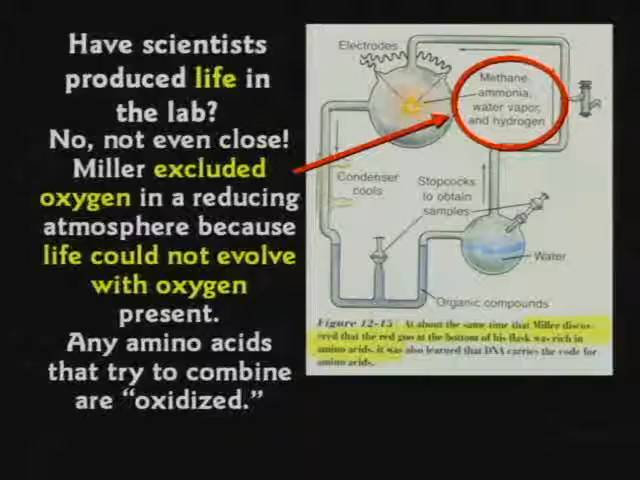 Have scientists
produced life in
the lab?
No, not even close!
Miller excluded
oxygen in a reducing
atmosphere because
life could not evolve
with oxygen
present.
Any amino acids
that try to combine
are “oxidized.”
Electrodes
Methane,
ammonia,
water vapor,
and hydrogen
Condenser
cools
Stopcocks
to obtain
samples
Water
Organic compounds
Figure 12-15 At about the same time that Miller discov-
ered that the red goo at the bottom of his flask was rich in
amino acids, it was also learned that DNA carries the code for
amino acids.